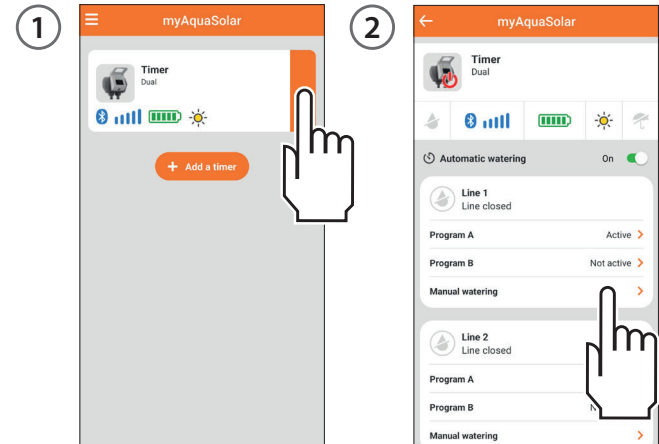 1
myAquaSolar
Timer
Dual
+ Add a timer
2
myAquaSolar
Timer
Dual
Automatic watering On
Line 1
Line closed
Program A Active
Program B Not active
Manual watering
Line 2
Line closed
Program A
Program B
Manual watering